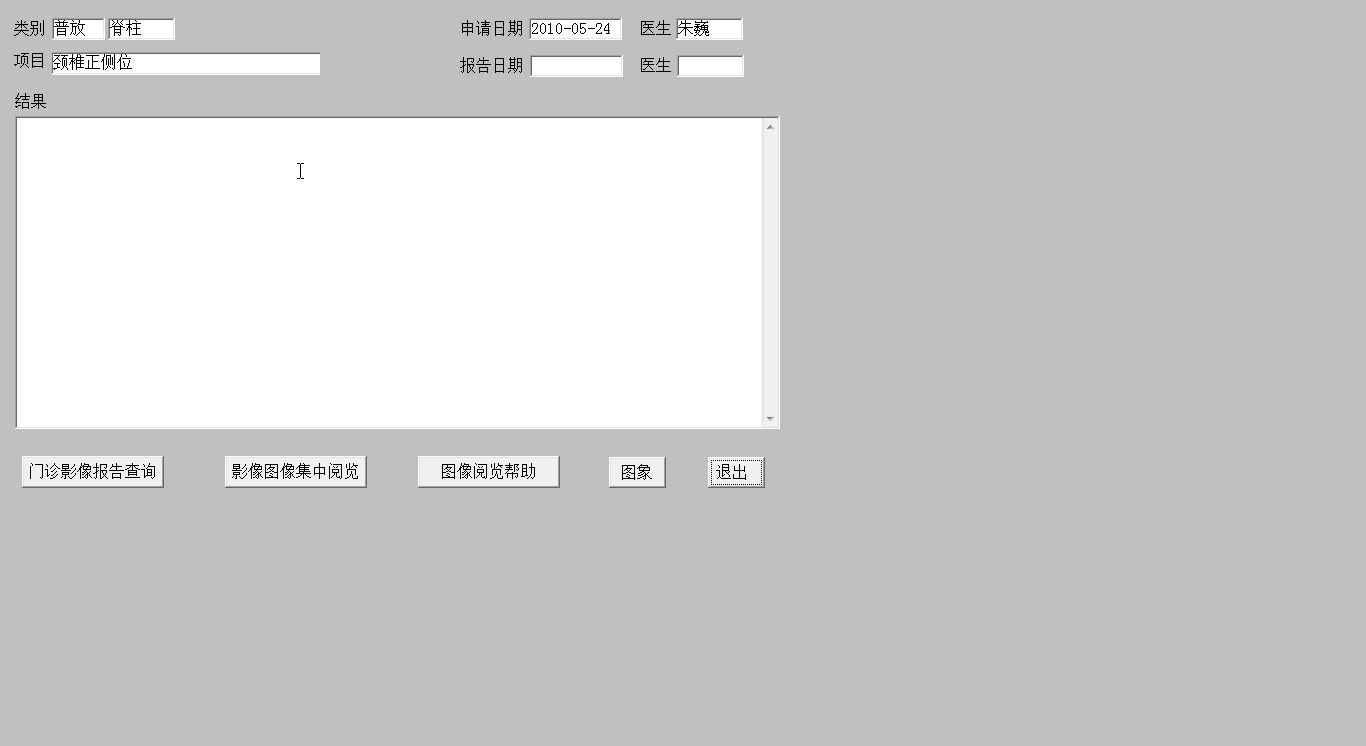 类别 普放 脊柱 申请日期 2010-05-24 医生 朱巍
项目 颈椎正侧位 报告日期 医生
结果
门诊影像报告查询 影像图像集中阅览 图像阅览帮助 图象 退出